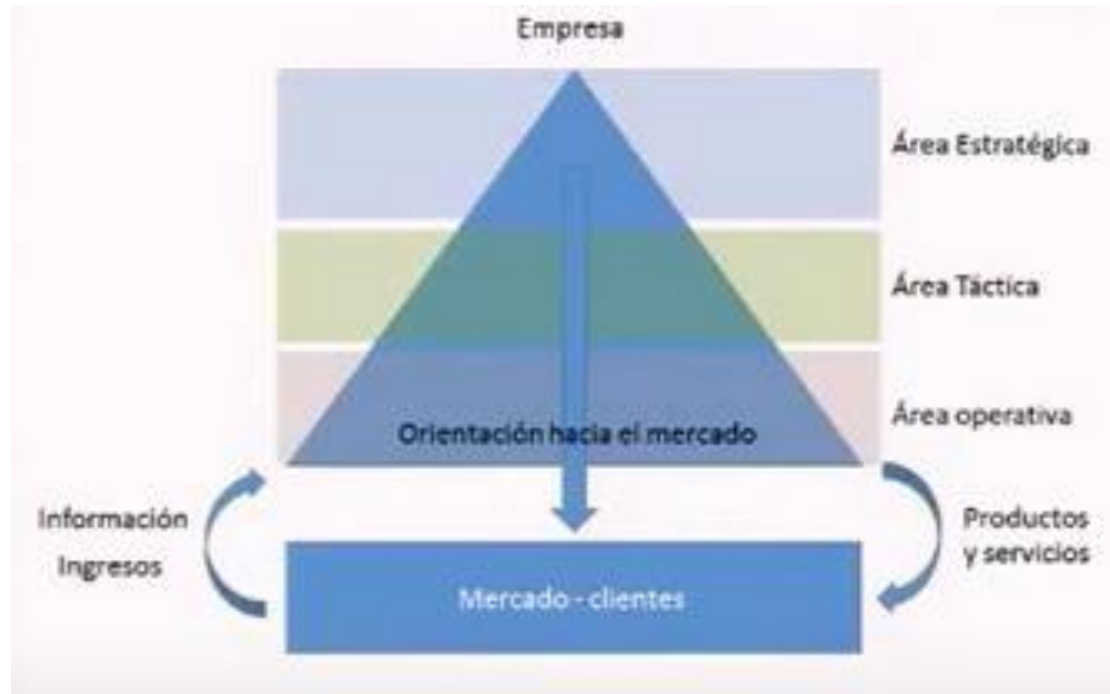 Empresa
Área Estratégica
Área Táctica
Área operativa
Orientación hacia el mercado
Información
Ingresos
Productos
y servicios
Mercado - clientes